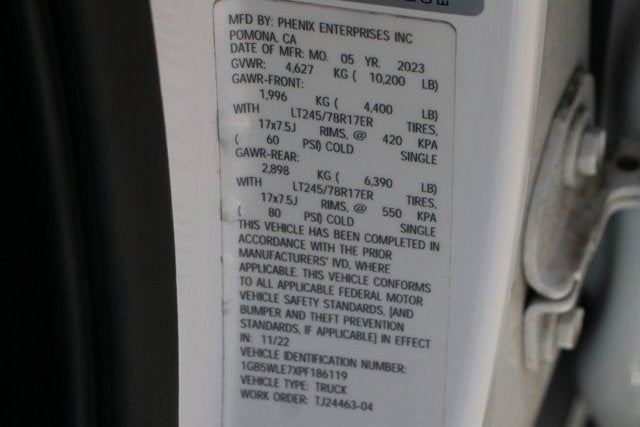 MFD BY: PHENIX ENTERPRISES INC
POMONA, CA
DATE OF MFR: MO. 05 YR. 2023
GVWR: 4,627 KG ( 10,200 LB)
GAWR-FRONT:
1,996 KG ( 4,400 LB)
WITH LT245/78R17ER TIRES,
17x7.5J RIMS, @ 420 KPA
( 60 PSI) COLD SINGLE
GAWR-REAR:
2,898 KG ( 6,390 LB)
WITH LT245/78R17ER TIRES,
17x7.5J RIMS, @ 550 KPA
( 80 PSI) COLD SINGLE
THIS VEHICLE HAS BEEN COMPLETED IN
ACCORDANCE WITH THE PRIOR
MANUFACTURERS' IVD, WHERE
APPLICABLE. THIS VEHICLE CONFORMS
TO ALL APPLICABLE FEDERAL MOTOR
VEHICLE SAFETY STANDARDS, [AND
BUMPER AND THEFT PREVENTION
STANDARDS, IF APPLICABLE] IN EFFECT
IN: 11/22
VEHICLE IDENTIFICATION NUMBER:
1GB5WLE7XPF186119
VEHICLE TYPE: TRUCK
WORK ORDER: TJ24463-04